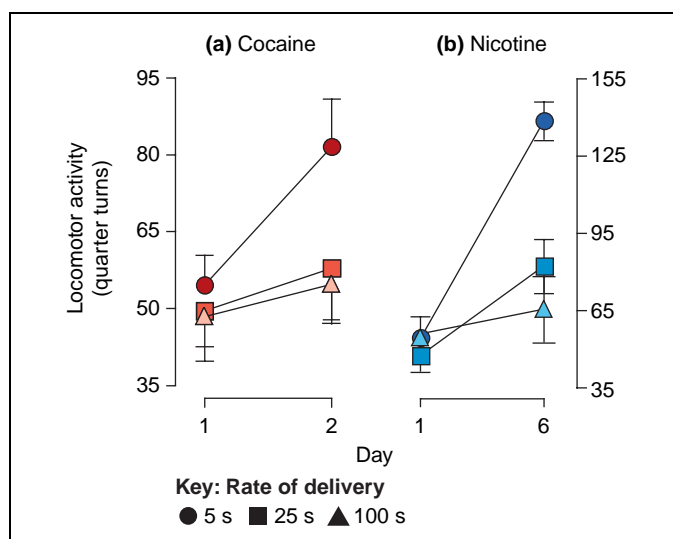 (a) Cocaine
(b) Nicotine
Locomotor activity
(quarter turns)
95
80
65
50
35
155
125
95
65
35
1
2
1
6
Day
Key: Rate of delivery
5 s
25 s
100 s